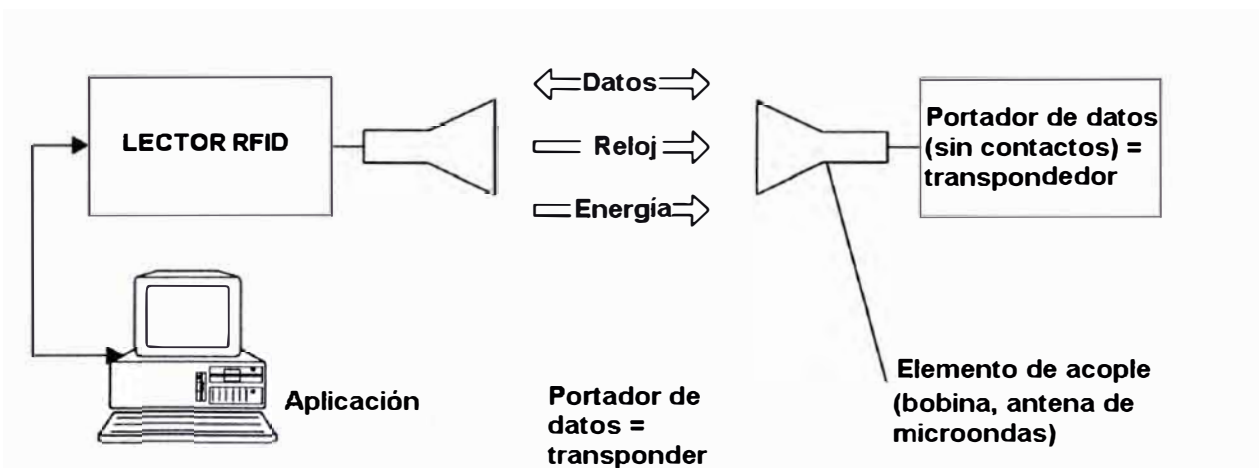 Datos
LECTOR RFID
Reloj
Energía
Portador de datos
(sin contactos) =
transpondedor
Aplicación
Portador de
datos =
transponder
Elemento de acople
(bobina, antena de
microondas)